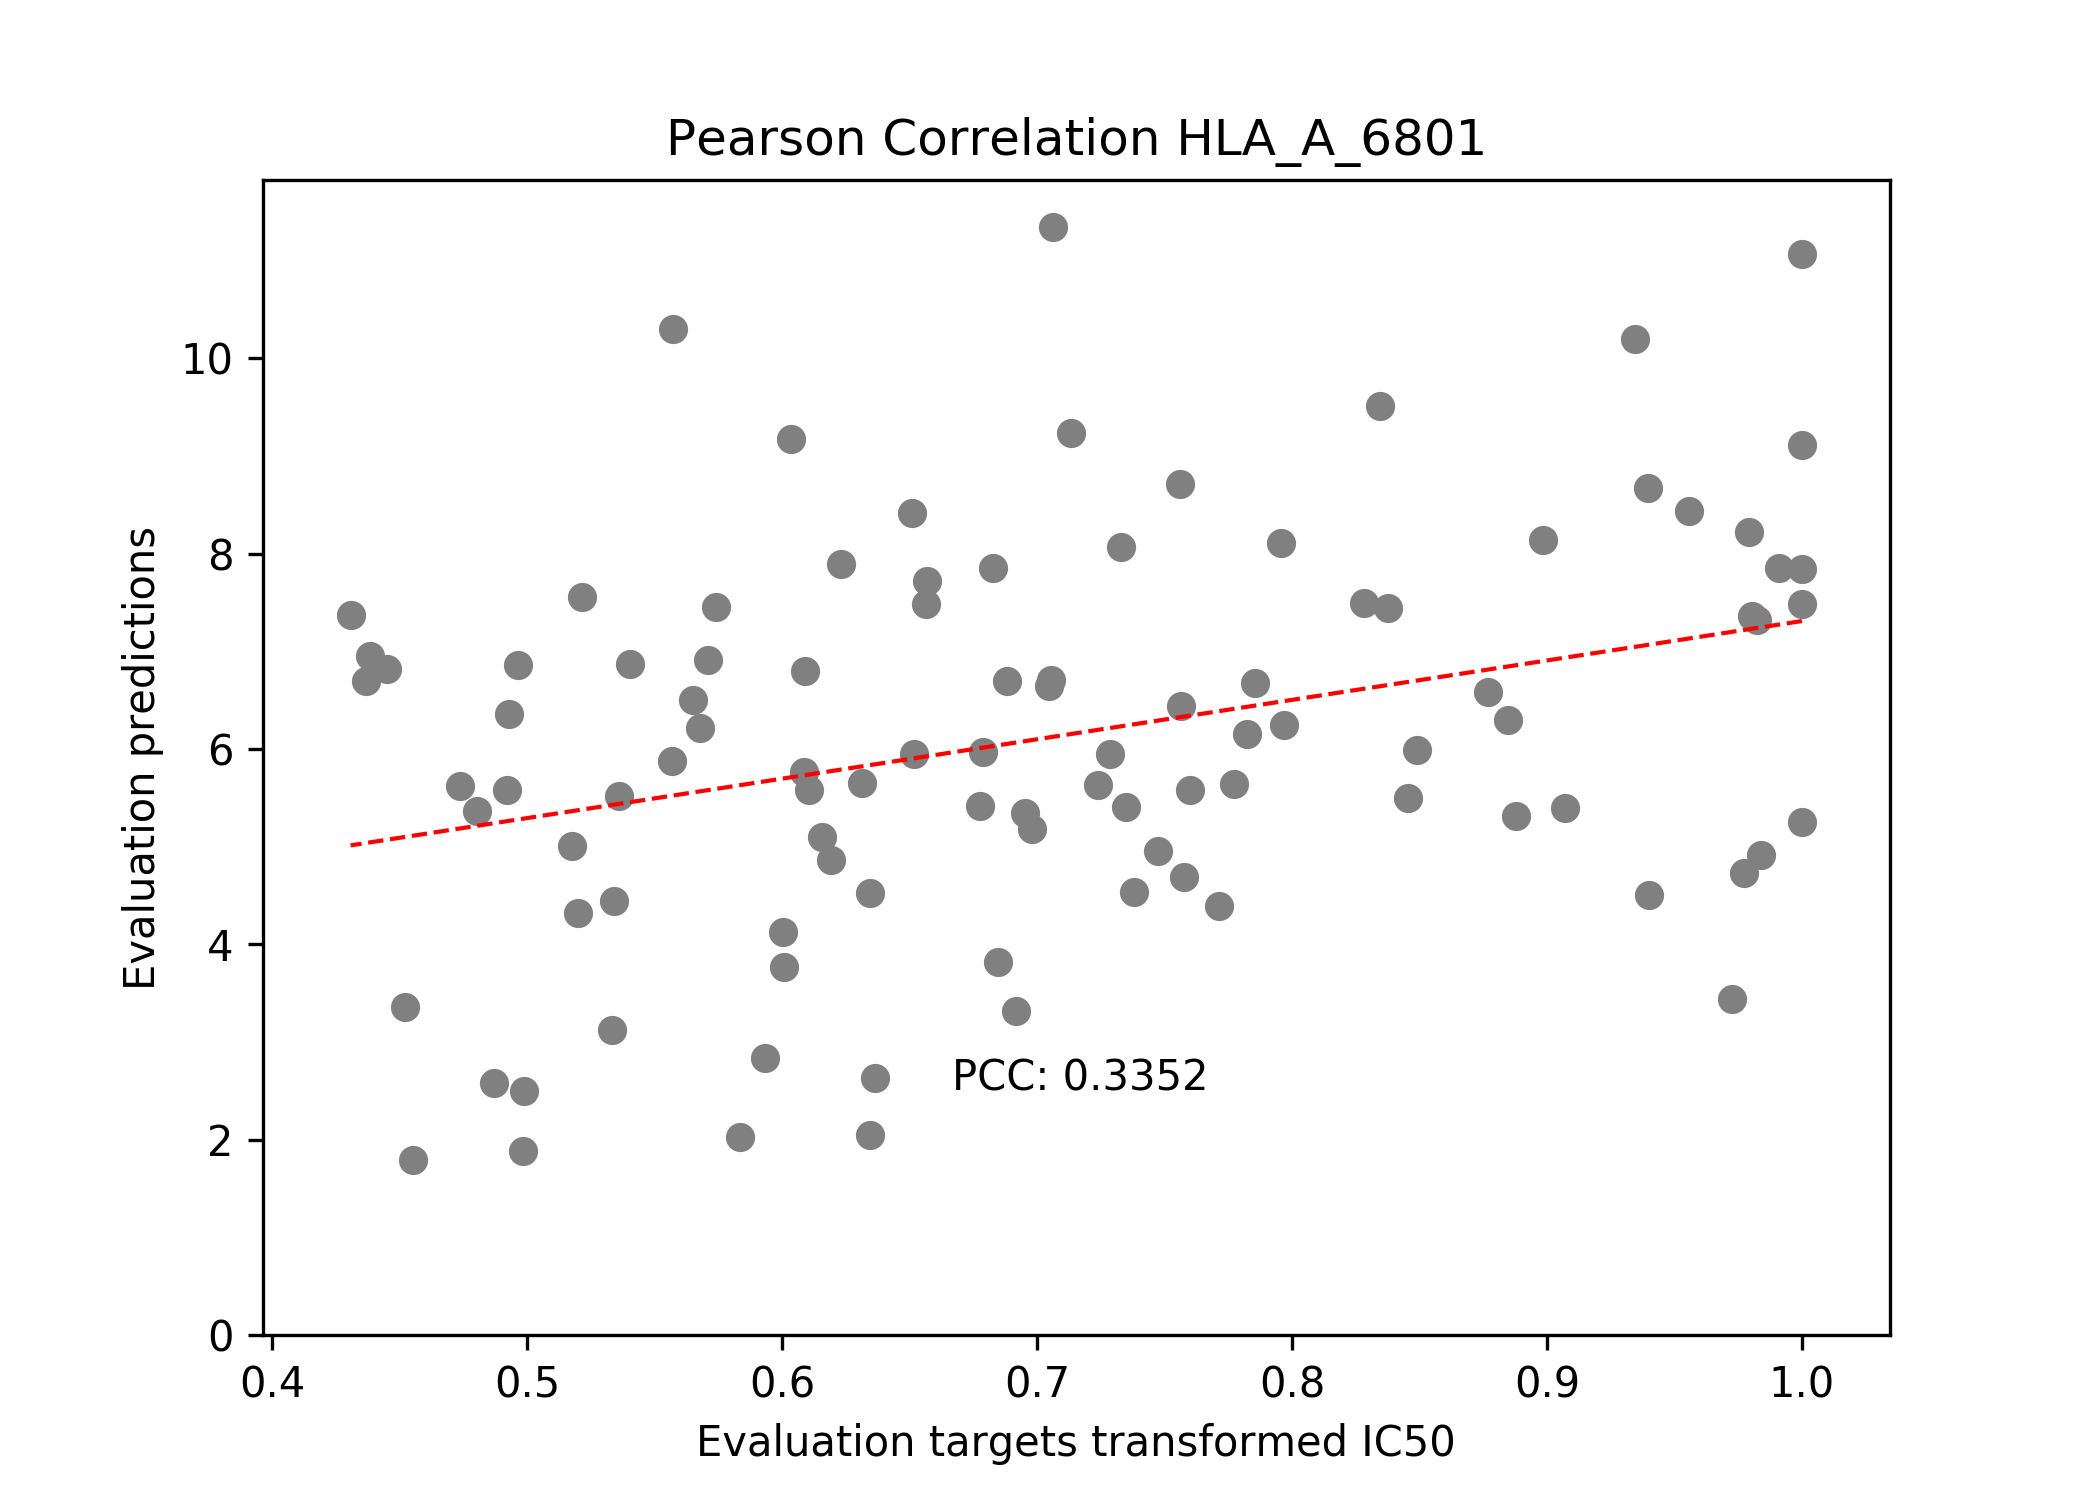 Pearson Correlation HLA_A_6801
Evaluation predictions
10
8
6
4
2
0
PCC: 0.3352
0.4 0.5 0.6 0.7 0.8 0.9 1.0
Evaluation targets transformed IC50